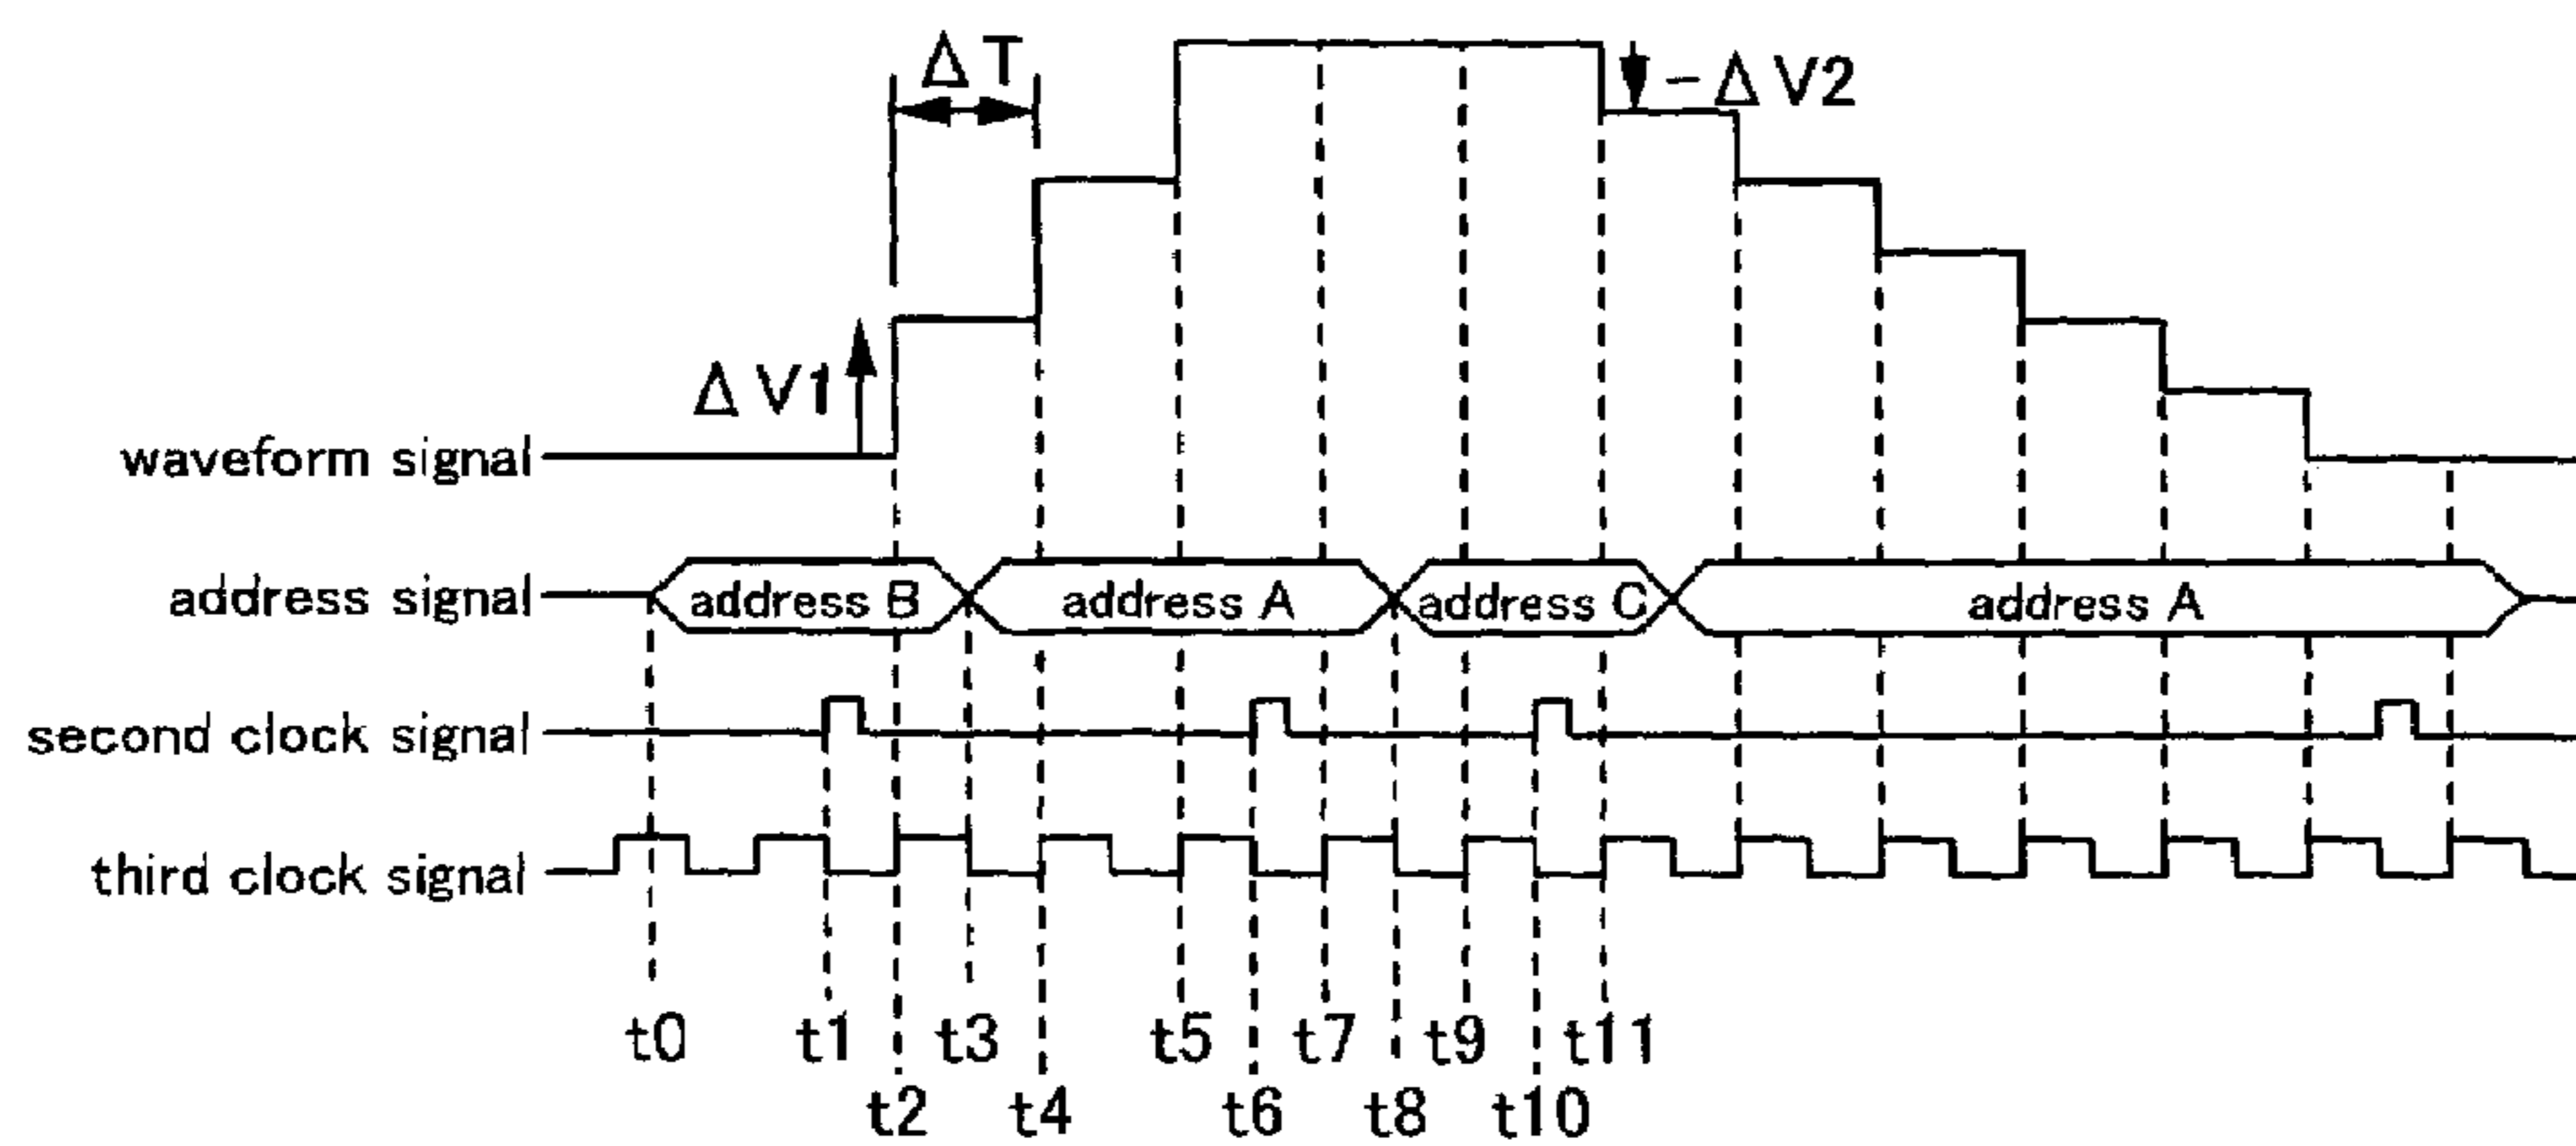 ΔT
-ΔV2
ΔV1
waveform signal
address signal
address B
address A
address C
address A
second clock signal
third clock signal
t0 t1 t3 t5 t7 t9 t11
t2 t4 t6 t8 t10